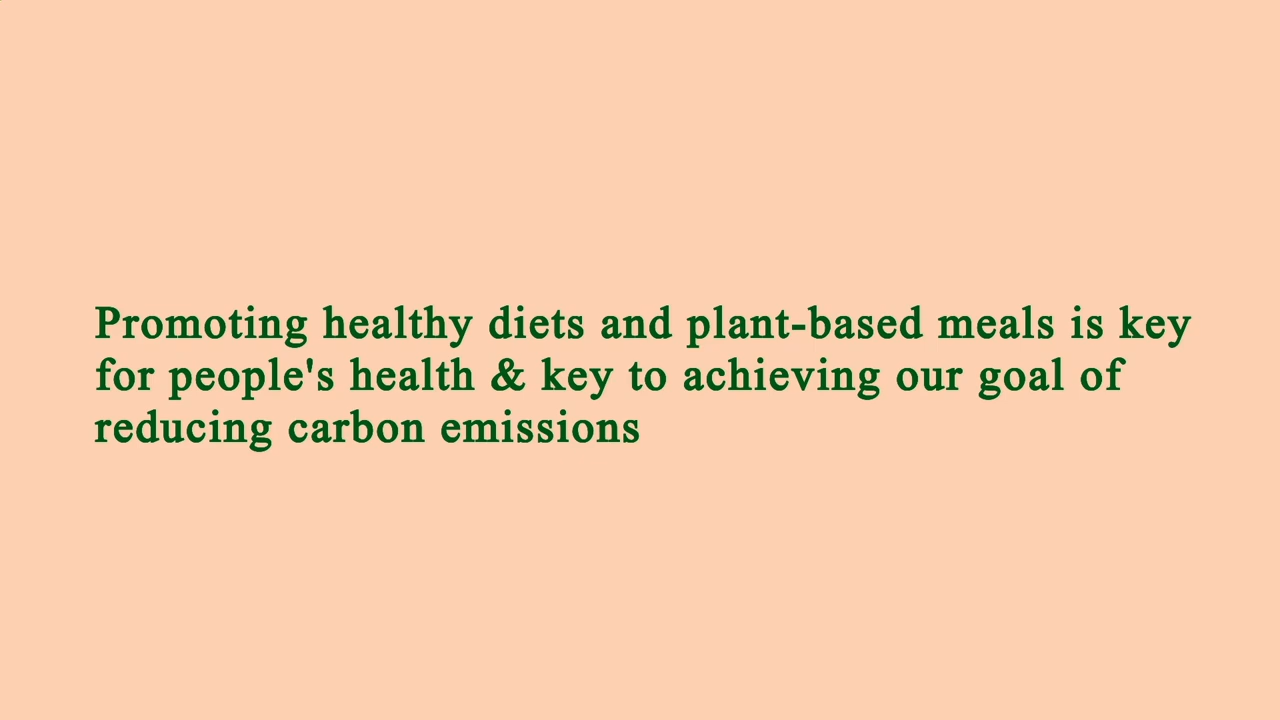 Promoting healthy diets and plant-based meals is key
for people's health & key to achieving our goal of
reducing carbon emissions